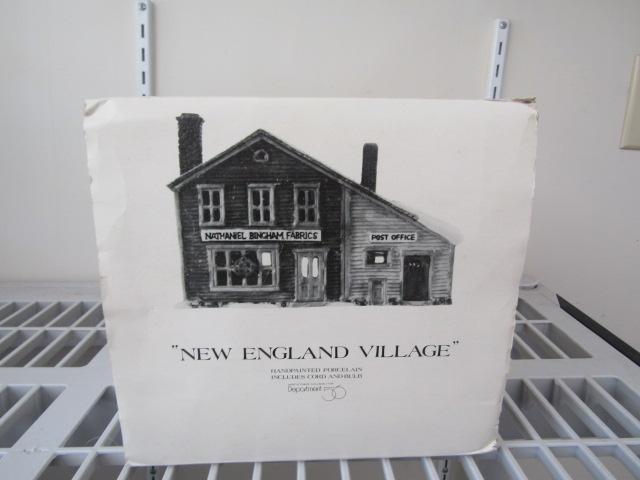 NATHANIEL BINGHAM FABRICS
POST OFFICE
"NEW ENGLAND VILLAGE"
HANDPAINTED PORCELAIN
INCLUDES CORD AND BULB
Department 56